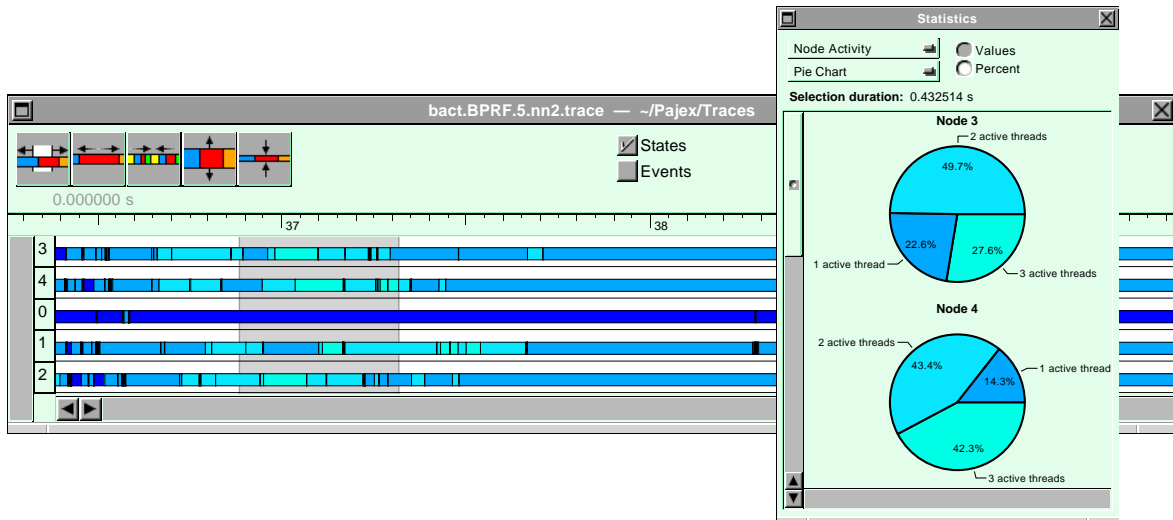 Statistics
Node Activity
Values
Pie Chart
Percent
Selection duration: 0.432514 s
bact.BPRF.5.nn2.trace — ~/Pajex/Traces
States
Events
0.000000 s
37
38
3
4
0
1
2
Node 3
2 active threads
49.7%
22.6%
27.6%
1 active thread
3 active threads
Node 4
2 active threads
43.4%
1 active thread
14.3%
42.3%
3 active threads